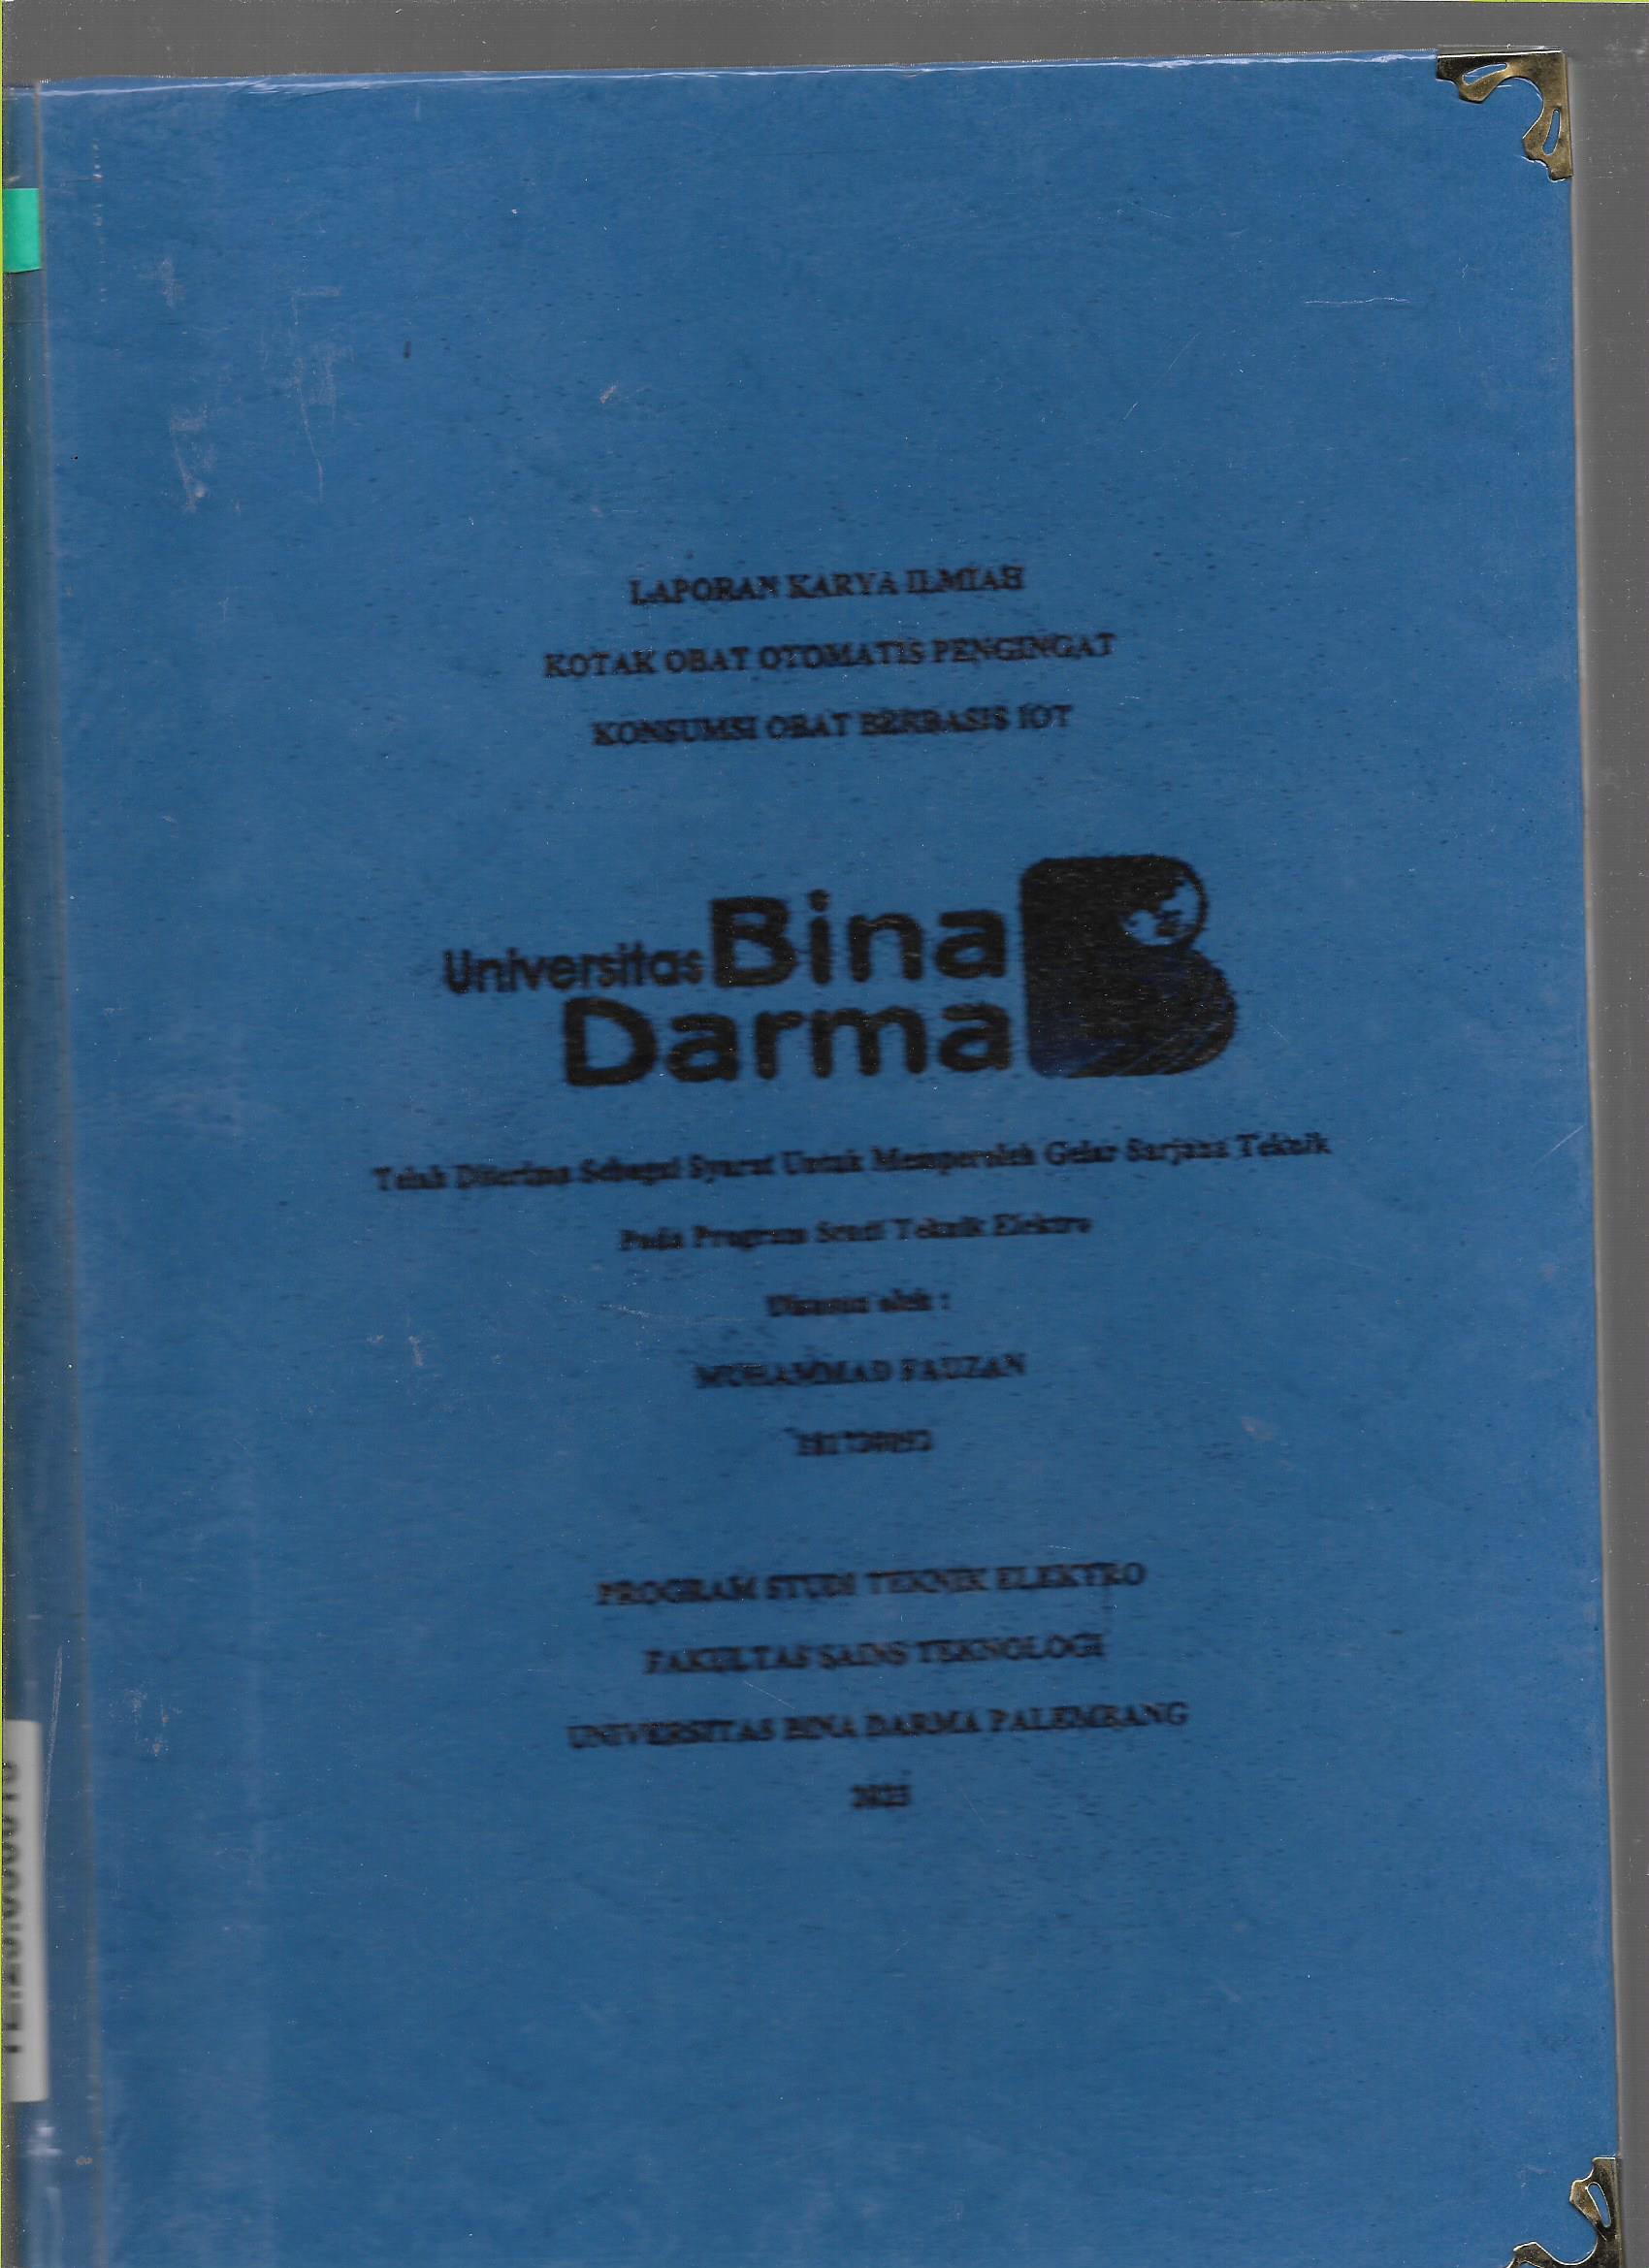 LAPORAN KARYA ILMIAH
KOTAK OBAT OTOMATIS PENGINGAT
KONSUMSI OBAT BERBASIS IOT
Universitas Bina
Darma
Telah Diterima Sebagai Syarat Untuk Memperoleh Gelar Sarjana Teknik
Pada Program Studi Teknik Elektro
Disusun oleh :
MUHAMMAD FAUZAN
PROGRAM STUDI TEKNIK ELEKTRO
FAKULTAS SAINS TEKNOLOGI
UNIVERSITAS BINA DARMA PALEMBANG